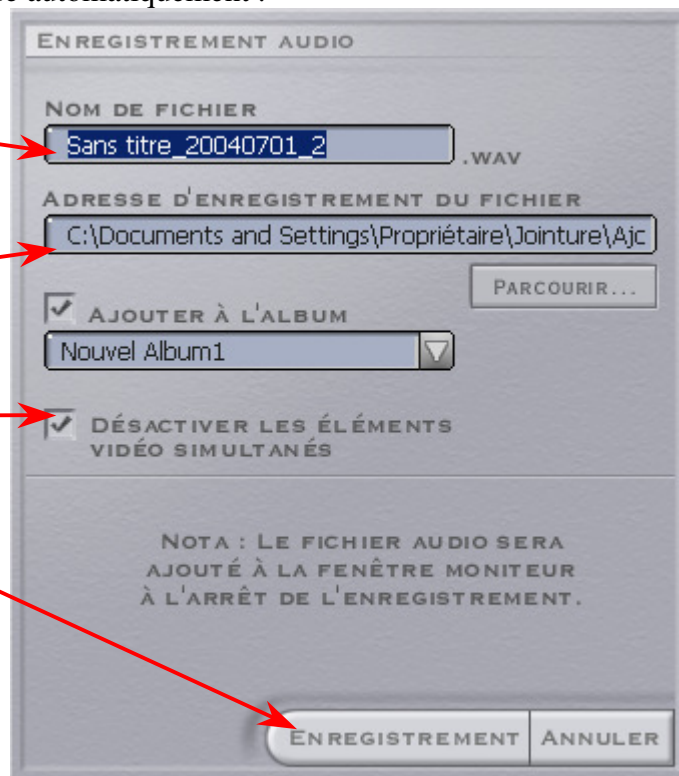 automatiquement :
ENREGISTREMENT AUDIO
NOM DE FICHIER
Sans titre_20040701_2
.WAV
ADRESSE D'ENREGISTREMENT DU FICHIER
C:\Documents and Settings\Propriétaire\Jointure\Ajc
PARCOURIR...
AJOUTER À L'ALBUM
Nouvel Album1
DÉSACTIVER LES ÉLÉMENTS
VIDÉO SIMULTANÉS
NOTA : LE FICHIER AUDIO SERA
AJOUTÉ À LA FENÊTRE MONITEUR
À L'ARRÊT DE L'ENREGISTREMENT.
ENREGISTREMENT
ANNULER